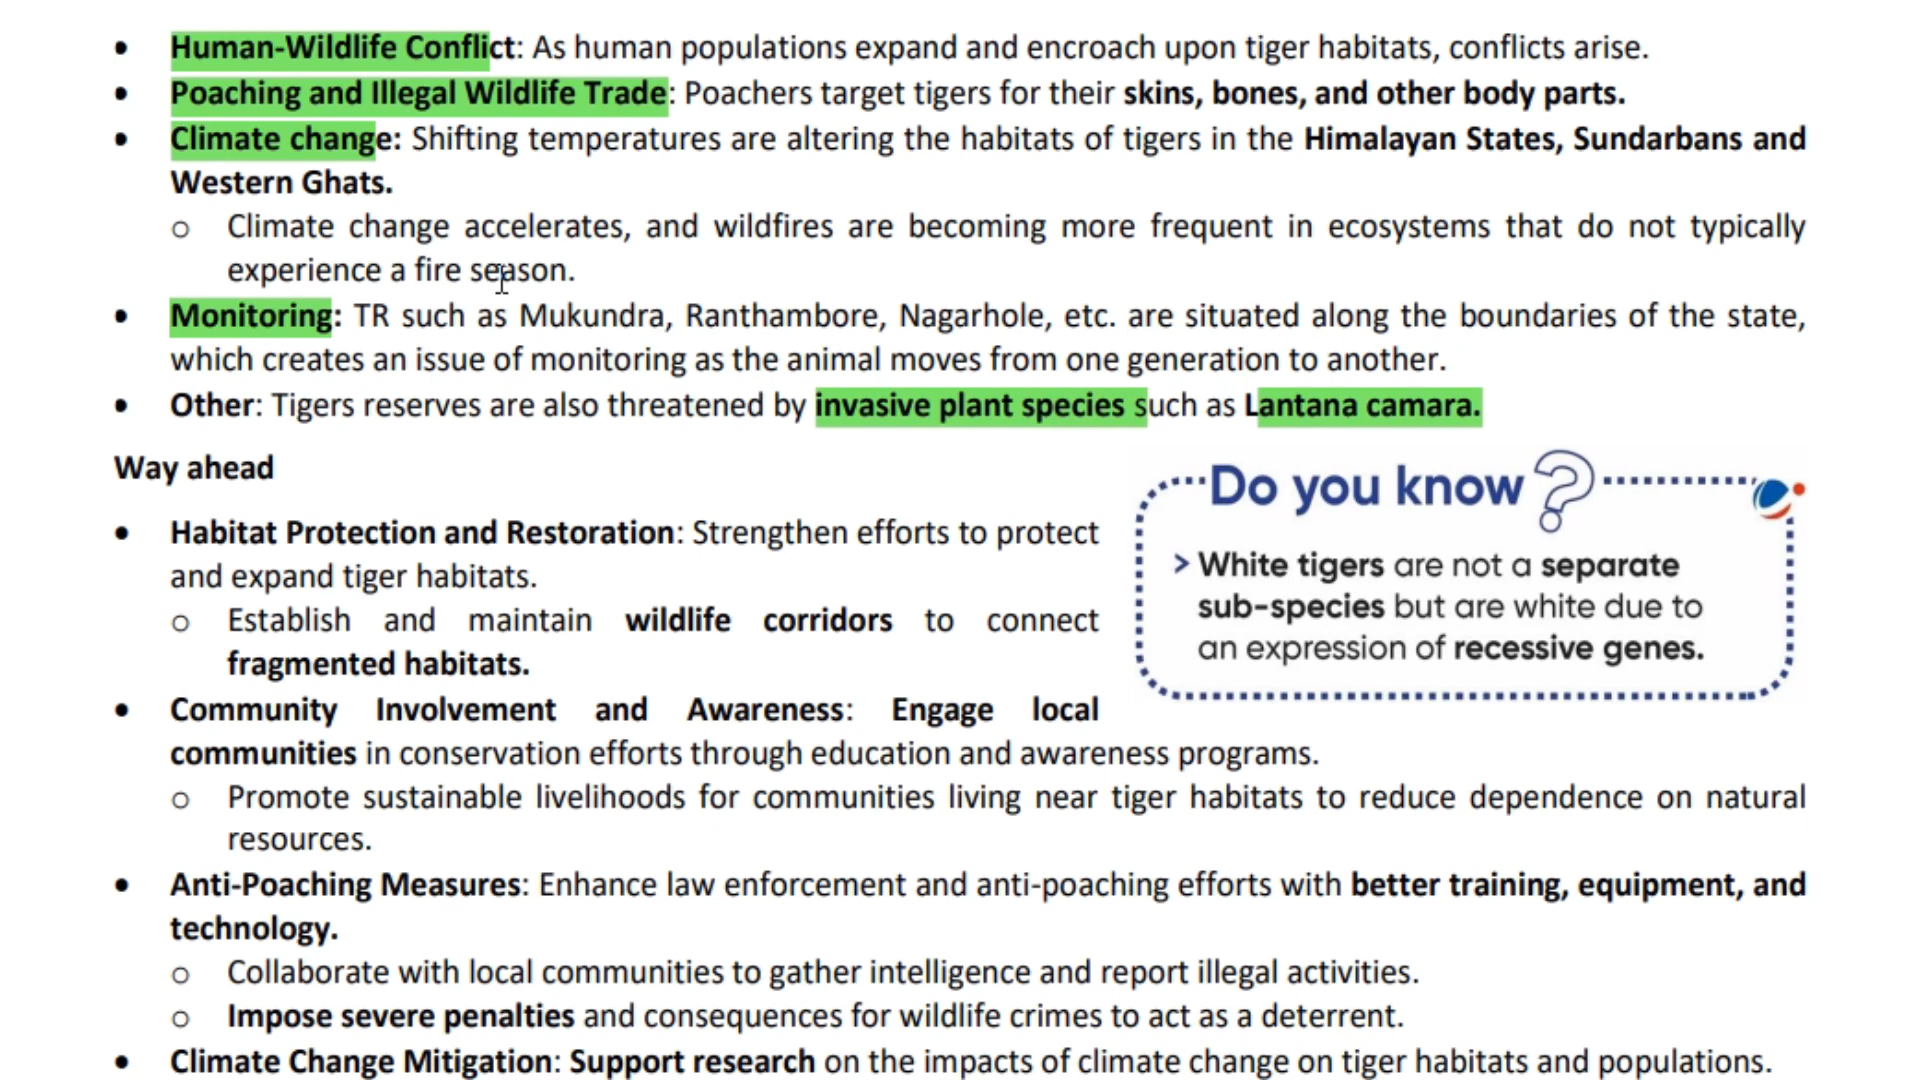 • Human-Wildlife Conflict: As human populations expand and encroach upon tiger habitats, conflicts arise.
• Poaching and Illegal Wildlife Trade: Poachers target tigers for their skins, bones, and other body parts.
• Climate change: Shifting temperatures are altering the habitats of tigers in the Himalayan States, Sundarbans and
Western Ghats.
o Climate change accelerates, and wildfires are becoming more frequent in ecosystems that do not typically
experience a fire season.
• Monitoring: TR such as Mukundra, Ranthambore, Nagarhole, etc. are situated along the boundaries of the state,
which creates an issue of monitoring as the animal moves from one generation to another.
• Other: Tigers reserves are also threatened by invasive plant species such as Lantana camara.
Way ahead
• Habitat Protection and Restoration: Strengthen efforts to protect
and expand tiger habitats.
o Establish and maintain wildlife corridors to connect
fragmented habitats.
Do you know?
> White tigers are not a separate
sub-species but are white due to
an expression of recessive genes.
• Community Involvement and Awareness: Engage local
communities in conservation efforts through education and awareness programs.
o Promote sustainable livelihoods for communities living near tiger habitats to reduce dependence on natural
resources.
• Anti-Poaching Measures: Enhance law enforcement and anti-poaching efforts with better training, equipment, and
technology.
o Collaborate with local communities to gather intelligence and report illegal activities.
o Impose severe penalties and consequences for wildlife crimes to act as a deterrent.
• Climate Change Mitigation: Support research on the impacts of climate change on tiger habitats and populations.